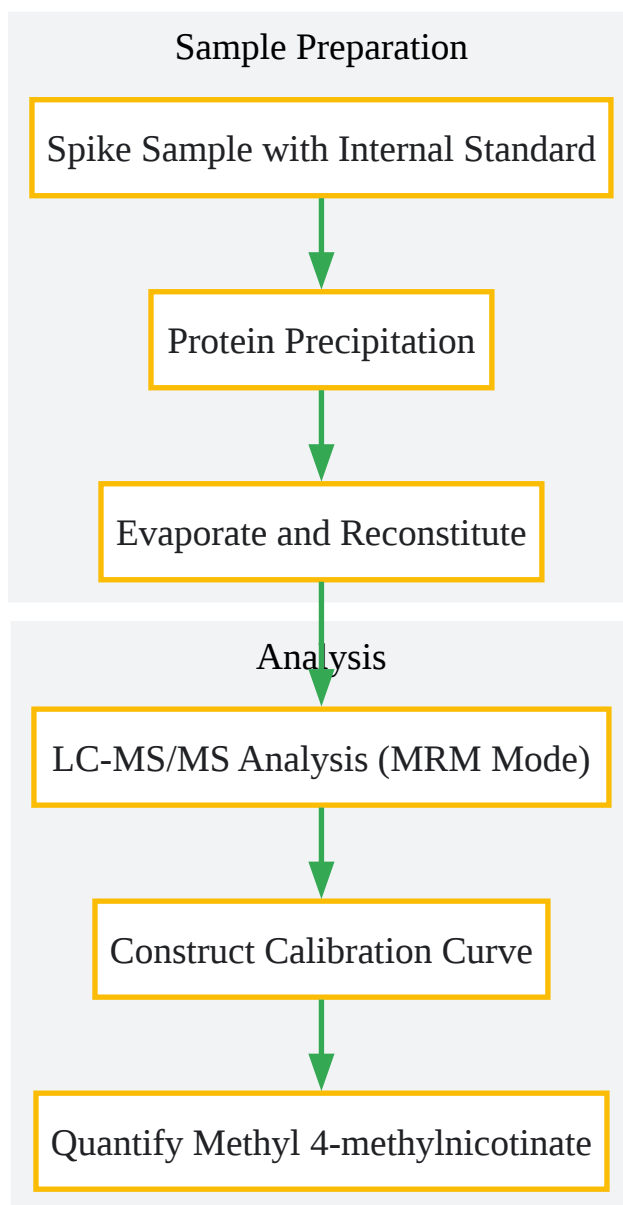 Sample Preparation
Spike Sample with Internal Standard
Protein Precipitation
Evaporate and Reconstitute
Analysis
LC-MS/MS Analysis (MRM Mode)
Construct Calibration Curve
Quantify Methyl 4-methylnicotinate